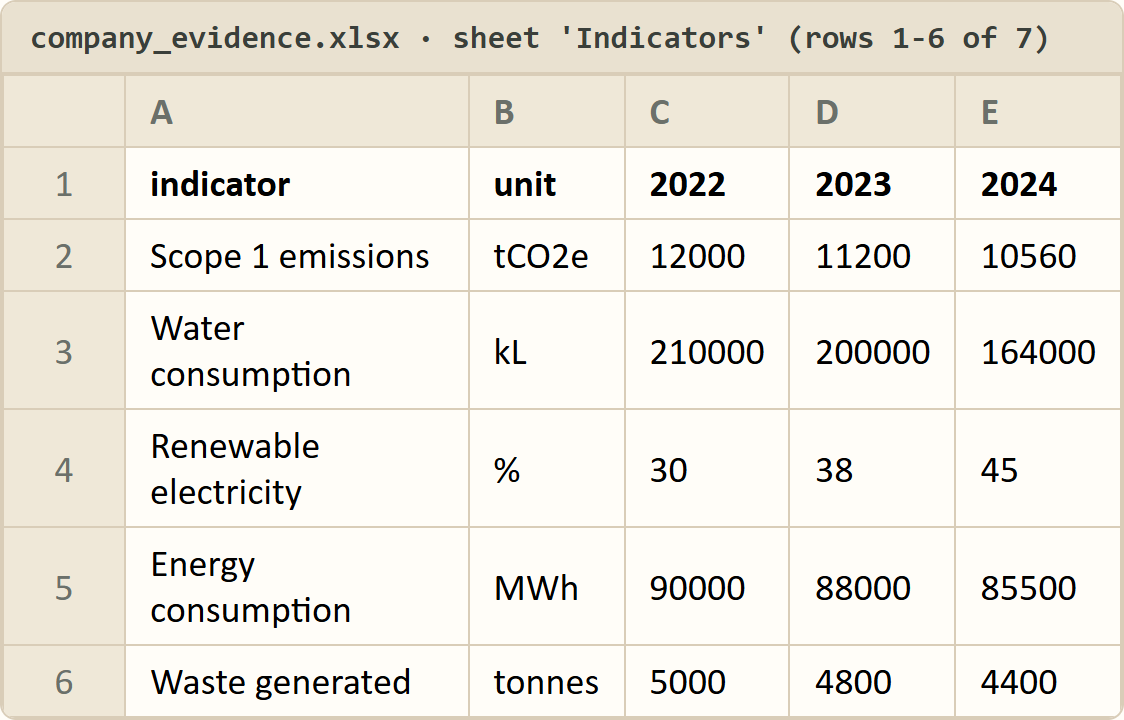 company_evidence.xlsx · sheet 'Indicators' (rows 1-6 of 7)
A B C D E
1 indicator unit 2022 2023 2024
2 Scope 1 emissions tCO2e 12000 11200 10560
3 Water consumption kL 210000 200000 164000
4 Renewable electricity % 30 38 45
5 Energy consumption MWh 90000 88000 85500
6 Waste generated tonnes 5000 4800 4400